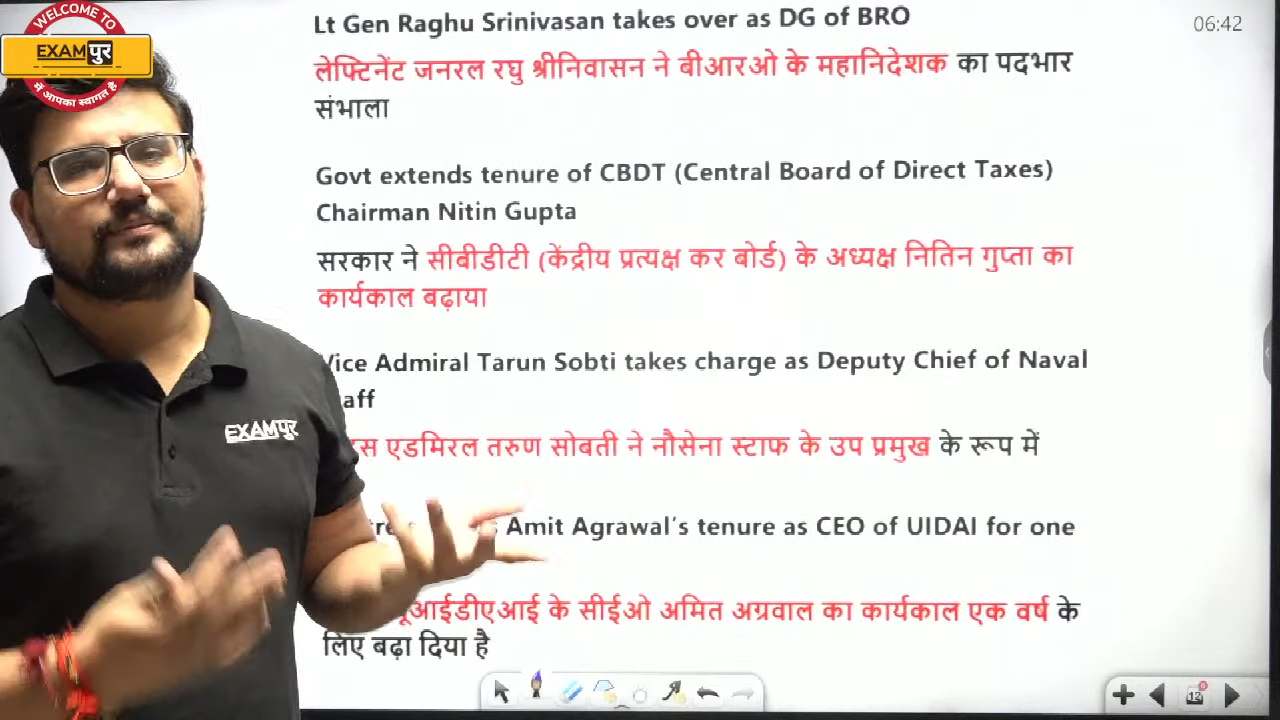 WELCOME TO
EXAMपुर
में आपका स्वागत है
06:42
Lt Gen Raghu Srinivasan takes over as DG of BRO
लेफ्टिनेंट जनरल रघु श्रीनिवासन ने बीआरओ के महानिदेशक का पदभार
संभाला
Govt extends tenure of CBDT (Central Board of Direct Taxes)
Chairman Nitin Gupta
सरकार ने सीबीडीटी (केंद्रीय प्रत्यक्ष कर बोर्ड) के अध्यक्ष नितिन गुप्ता का
कार्यकाल बढ़ाया
Vice Admiral Tarun Sobti takes charge as Deputy Chief of Naval
aff
स एडमिरल तरुण सोबती ने नौसेना स्टाफ के उप प्रमुख के रूप में
EXAMपुर
Amit Agrawal's tenure as CEO of UIDAI for one
यूआईडीएआई के सीईओ अमित अग्रवाल का कार्यकाल एक वर्ष के
लिए बढ़ा दिया है
12